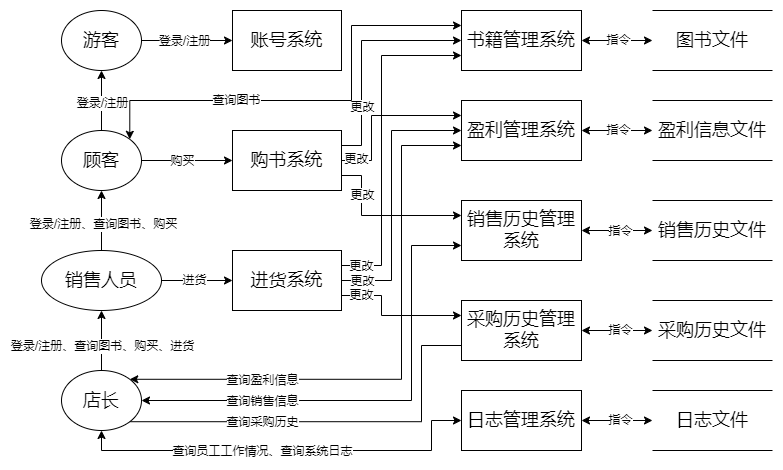 游客
登录/注册
账号系统
书籍管理系统
指令
图书文件
登录/注册
查询图书
更改
盈利管理系统
指令
盈利信息文件
顾客
购买
购书系统
更改
更改
登录/注册、查询图书、购买
销售历史管理
系统
指令
销售历史文件
销售人员
进货
进货系统
更改
更改
更改
采购历史管理
系统
指令
采购历史文件
登录/注册、查询图书、购买、进货
查询盈利信息
店长
查询销售信息
查询采购历史
日志管理系统
指令
日志文件
查询员工工作情况、查询系统日志